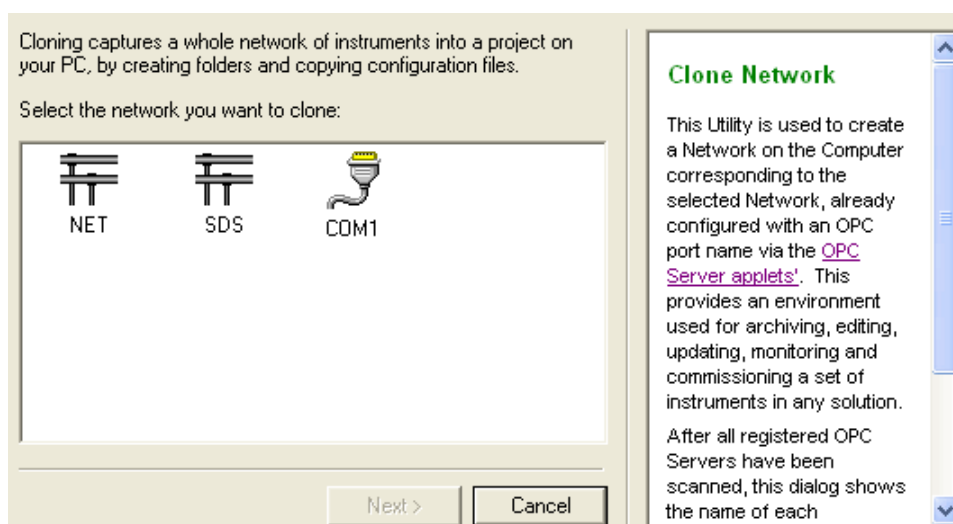 Cloning captures a whole network of instruments into a project on
your PC, by creating folders and copying configuration files.
Select the network you want to clone:
NET
SDS
COM1
Next >
Cancel
Clone Network
This Utility is used to create
a Network on the Computer
corresponding to the
selected Network, already
configured with an OPC
port name via the OPC
Server applets'. This
provides an environment
used for archiving, editing,
updating, monitoring and
commissioning a set of
instruments in any solution.
After all registered OPC
Servers have been
scanned, this dialog shows
the name of each